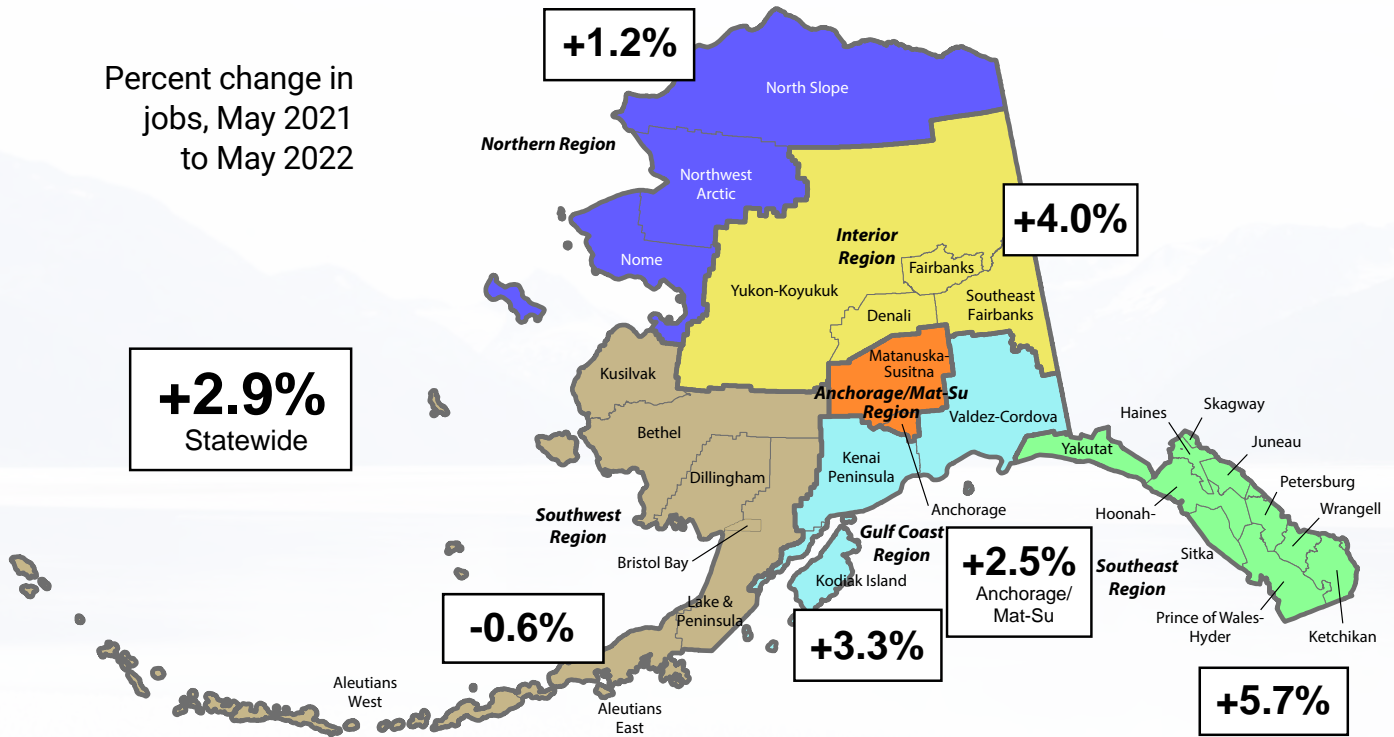 Percent change in
jobs, May 2021
to May 2022
+1.2%
North Slope
Northern Region
Northwest
Arctic
Nome
+4.0%
Interior
Region
Fairbanks
Yukon-Koyukuk
Denali
Southeast
Fairbanks
+2.9%
Statewide
Kusilvak
Matanuska-
Susitna
Anchorage/Mat-Su
Region
Valdez-Cordova
Bethel
Dillingham
Kenai
Peninsula
Anchorage
Yakutat
Haines
Skagway
Juneau
Petersburg
Wrangell
Hoonah-
Sitka
Southeast
Region
Prince of Wales-
Hyder
Ketchikan
Southwest
Region
Bristol Bay
Gulf Coast
Region
Kodiak Island
+2.5%
Anchorage/
Mat-Su
Lake &
Peninsula
-0.6%
+3.3%
+5.7%
Aleutians
West
Aleutians
East